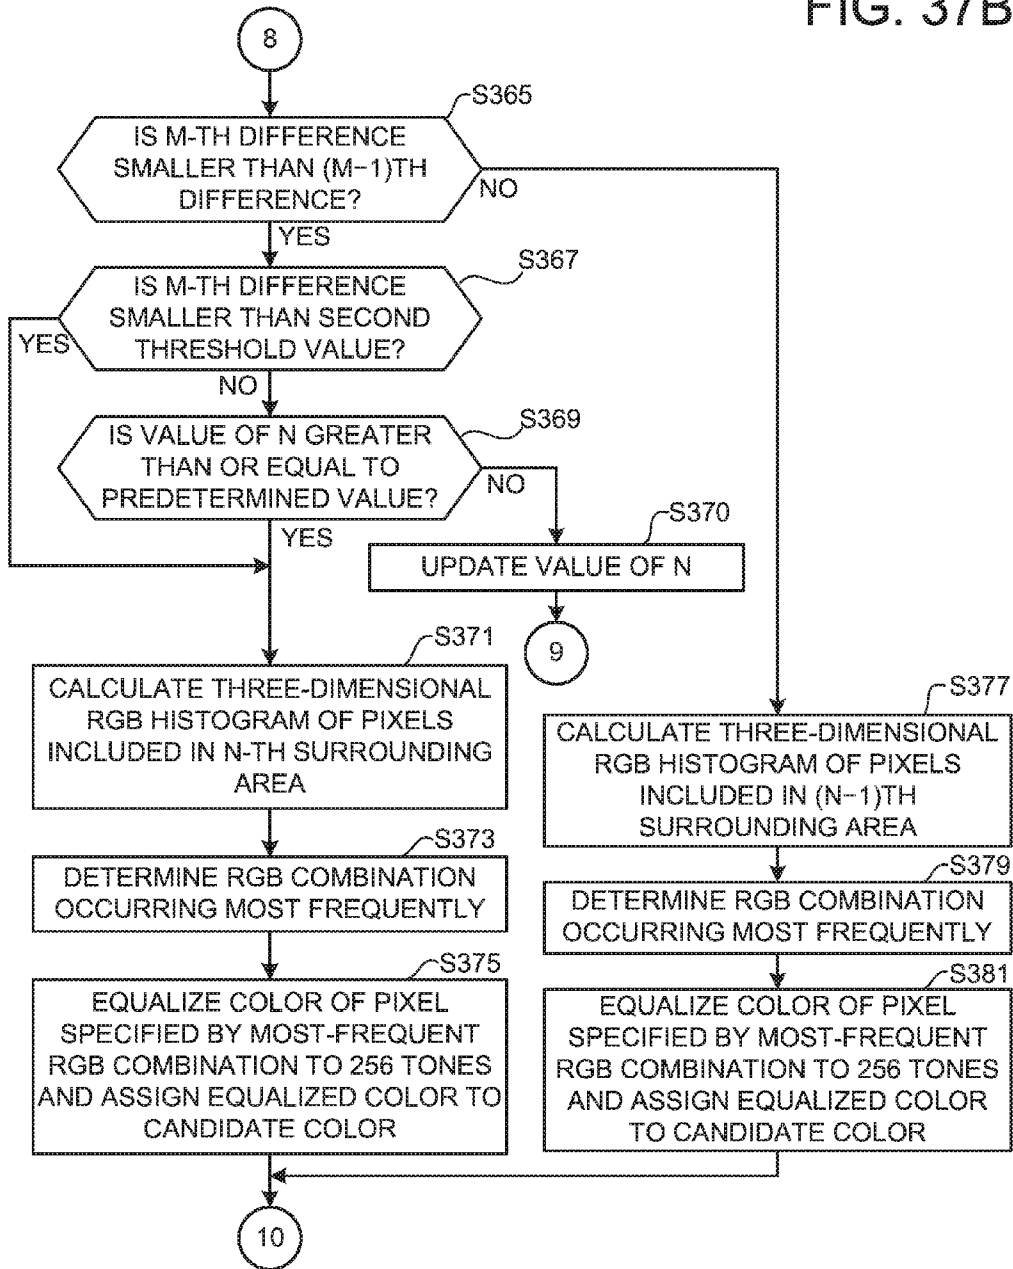 FIG. 37B
8
S365
IS M-TH DIFFERENCE
SMALLER THAN (M−1)TH
DIFFERENCE?
NO
YES
S367
IS M-TH DIFFERENCE
SMALLER THAN SECOND
THRESHOLD VALUE?
YES
NO
S369
IS VALUE OF N GREATER
THAN OR EQUAL TO
PREDETERMINED VALUE?
NO
YES
S370
UPDATE VALUE OF N
9
S371
CALCULATE THREE-DIMENSIONAL
RGB HISTOGRAM OF PIXELS
INCLUDED IN N-TH SURROUNDING
AREA
S373
DETERMINE RGB COMBINATION
OCCURRING MOST FREQUENTLY
S375
EQUALIZE COLOR OF PIXEL
SPECIFIED BY MOST-FREQUENT
RGB COMBINATION TO 256 TONES
AND ASSIGN EQUALIZED COLOR TO
CANDIDATE COLOR
S377
CALCULATE THREE-DIMENSIONAL
RGB HISTOGRAM OF PIXELS
INCLUDED IN (N−1)TH
SURROUNDING AREA
S379
DETERMINE RGB COMBINATION
OCCURRING MOST FREQUENTLY
S381
EQUALIZE COLOR OF PIXEL
SPECIFIED BY MOST-FREQUENT
RGB COMBINATION TO 256 TONES
AND ASSIGN EQUALIZED COLOR
TO CANDIDATE COLOR
10